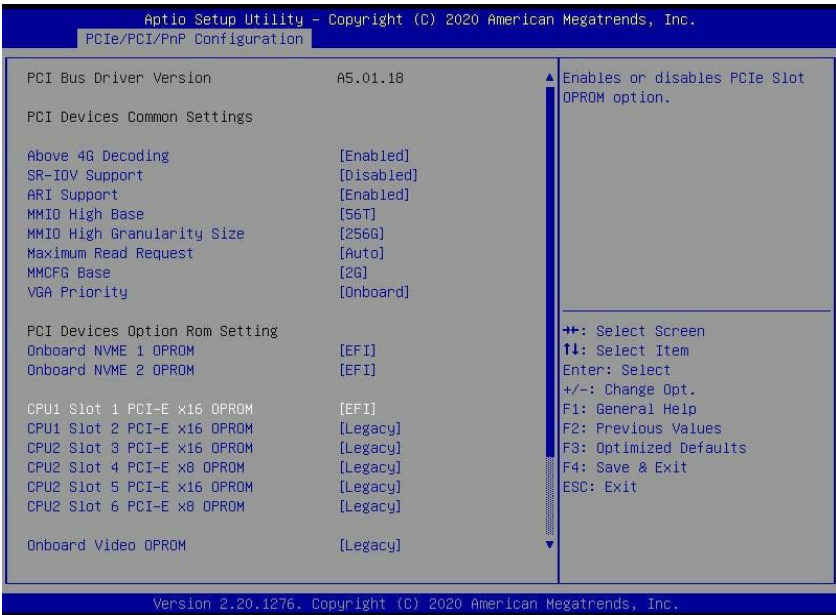 Aptio Setup Utility – Copyright (C) 2020 American Megatrends, Inc.
PCIe/PCI/PnP Configuration
PCI Bus Driver Version A5.01.18
PCI Devices Common Settings
Above 4G Decoding [Enabled]
SR-IOV Support [Disabled]
ARI Support [Enabled]
MMIO High Base [56T]
MMIO High Granularity Size [256G]
Maximum Read Request [Auto]
MMCFG Base [2G]
VGA Priority [Onboard]
PCI Devices Option Rom Setting
Onboard NVME 1 OPROM [EFI]
Onboard NVME 2 OPROM [EFI]
CPU1 Slot 1 PCI-E x16 OPROM [EFI]
CPU1 Slot 2 PCI-E x16 OPROM [Legacy]
CPU2 Slot 3 PCI-E x16 OPROM [Legacy]
CPU2 Slot 4 PCI-E x8 OPROM [Legacy]
CPU2 Slot 5 PCI-E x16 OPROM [Legacy]
CPU2 Slot 6 PCI-E x8 OPROM [Legacy]
Onboard Video OPROM [Legacy]
Enables or disables PCIe Slot
OPROM option.
→←: Select Screen
↑↓: Select Item
Enter: Select
+/-: Change Opt.
F1: General Help
F2: Previous Values
F3: Optimized Defaults
F4: Save & Exit
ESC: Exit
Version 2.20.1276. Copyright (C) 2020 American Megatrends, Inc.